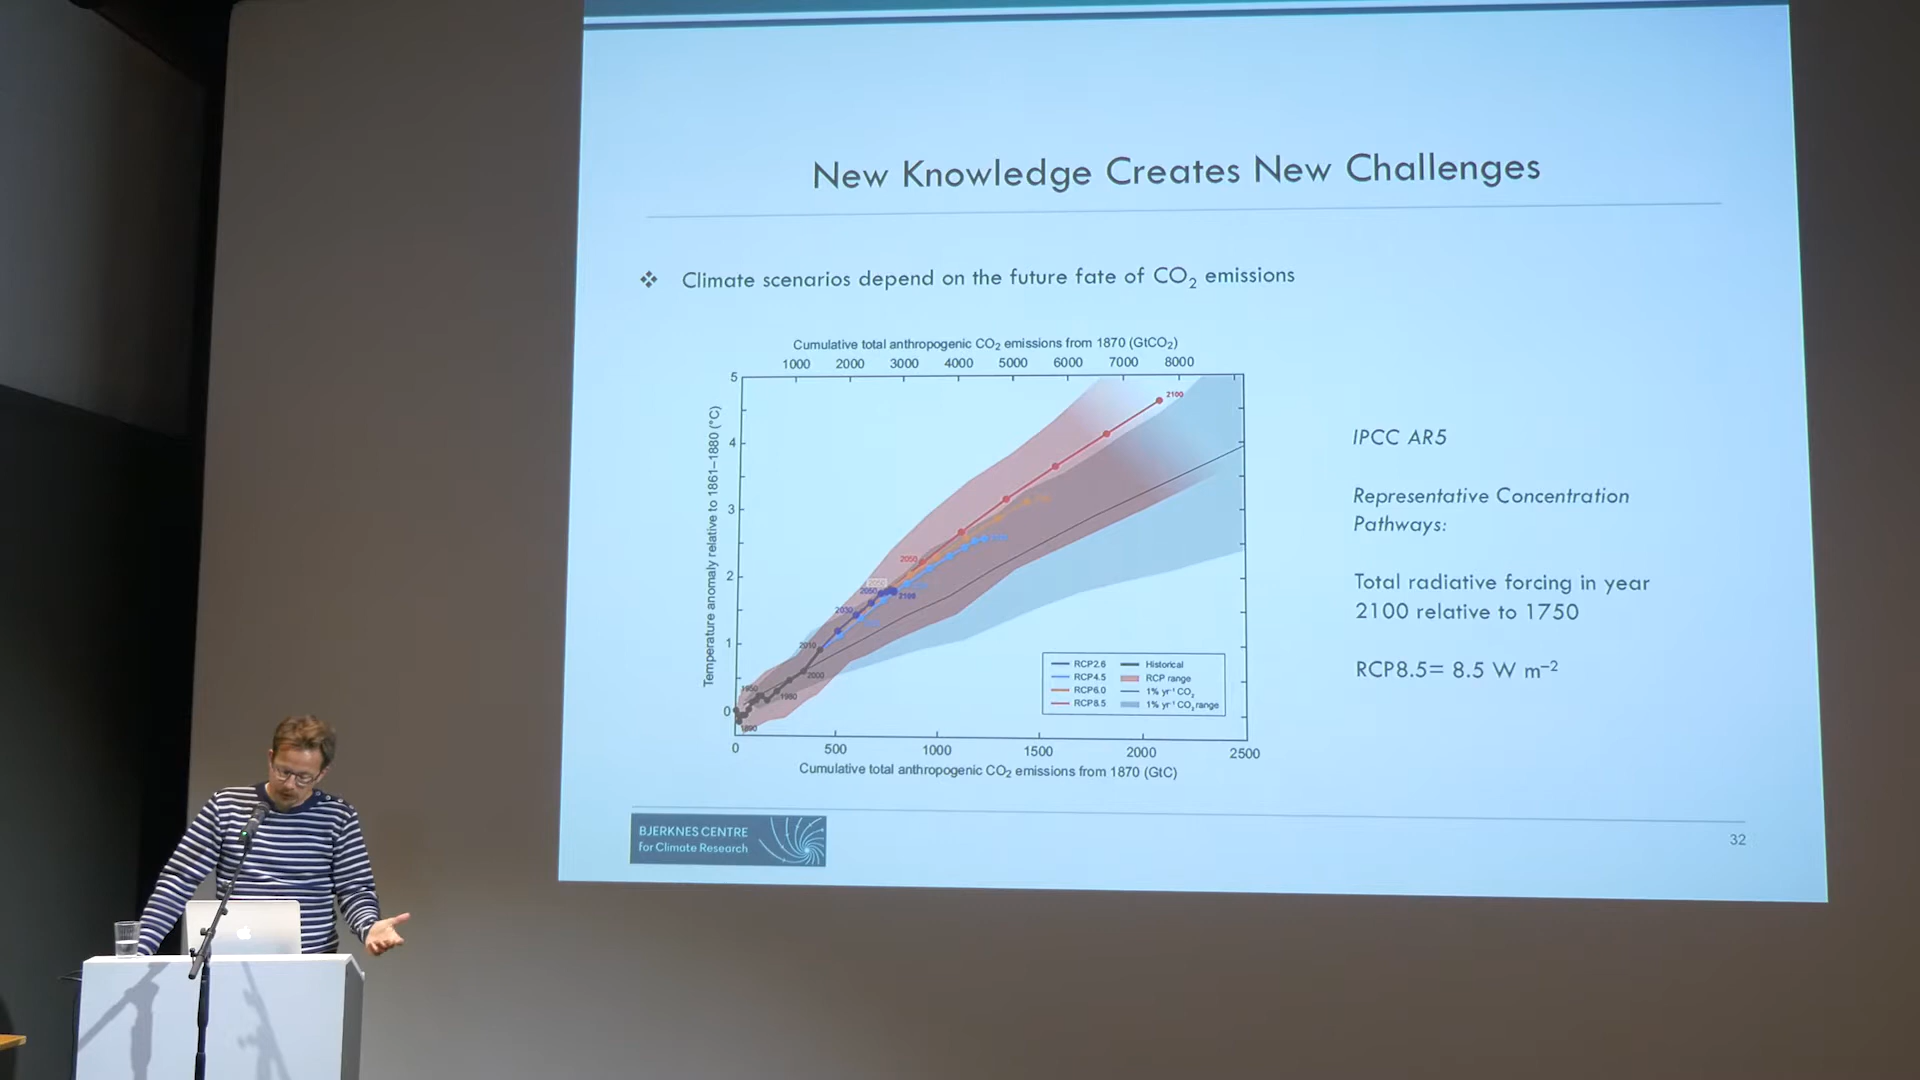 New Knowledge Creates New Challenges
❖ Climate scenarios depend on the future fate of CO₂ emissions
Cumulative total anthropogenic CO₂ emissions from 1870 (GtCO₂)
1000 2000 3000 4000 5000 6000 7000 8000
Temperature anomaly relative to 1861–1880 (°C)
5
4
3
2
1
0
2100
2050
2050
2050
2100
2030
2010
2000
1950
1980
1890
RCP2.6
RCP4.5
RCP6.0
RCP8.5
Historical
RCP range
1% yr⁻¹ CO₂
1% yr⁻¹ CO₂ range
0 500 1000 1500 2000 2500
Cumulative total anthropogenic CO₂ emissions from 1870 (GtC)
IPCC AR5
Representative Concentration
Pathways:
Total radiative forcing in year
2100 relative to 1750
RCP8.5= 8.5 W m⁻²
BJERKNES CENTRE
for Climate Research
32